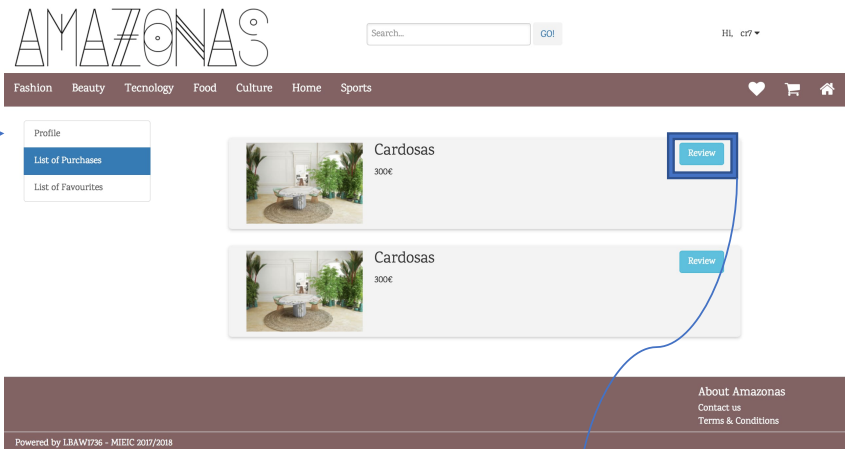 AMAZONAS
Search...
GO!
Hi, cr7
Fashion Beauty Tecnology Food Culture Home Sports
Profile
List of Purchases
List of Favourites
Cardosas
300€
Review
Cardosas
300€
Review
About Amazonas
Contact us
Terms & Conditions
Powered by LBAW1736 - MIEIC 2017/2018